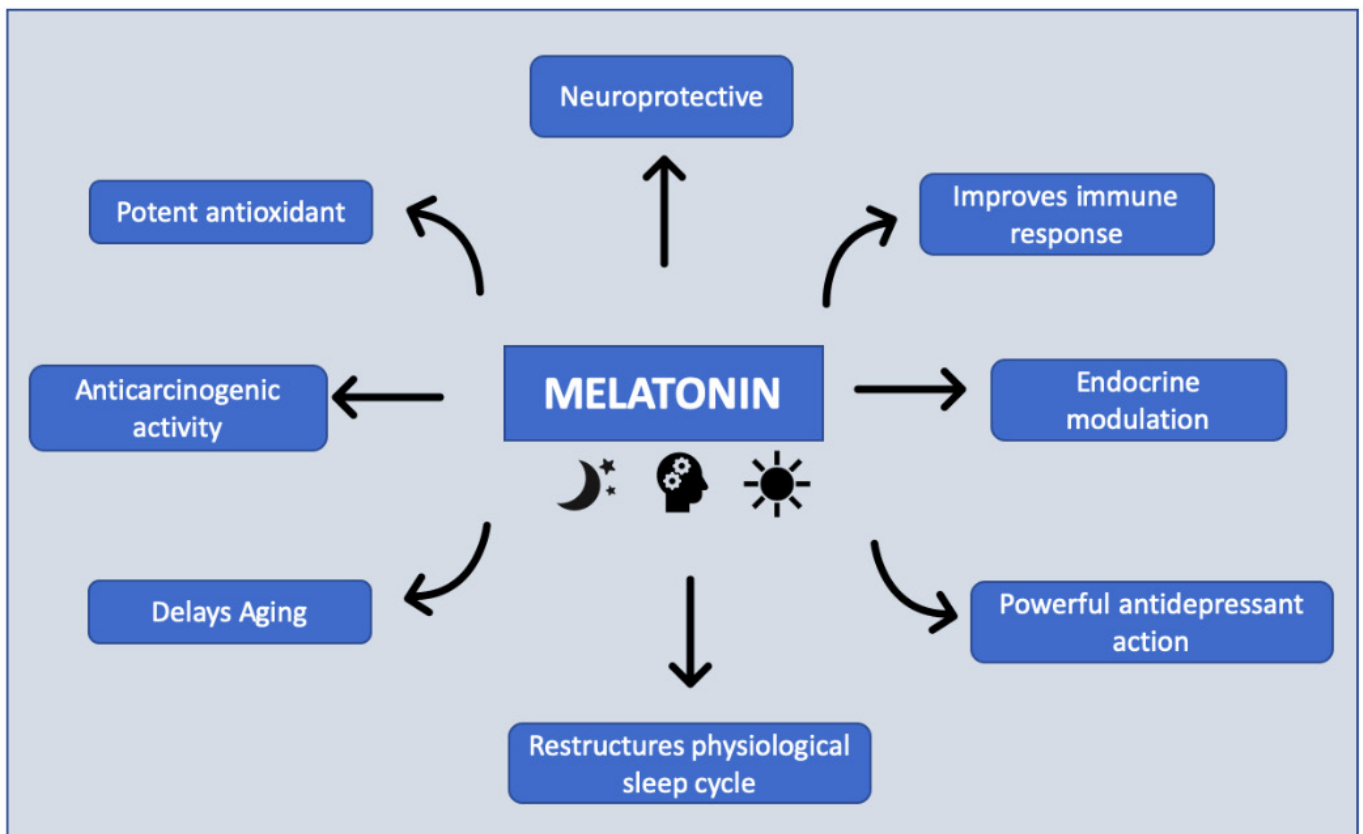 Neuroprotective
Potent antioxidant
Improves immune
response
Anticarcinogenic
activity
MELATONIN
Endocrine
modulation
Delays Aging
Powerful antidepressant
action
Restructures physiological
sleep cycle